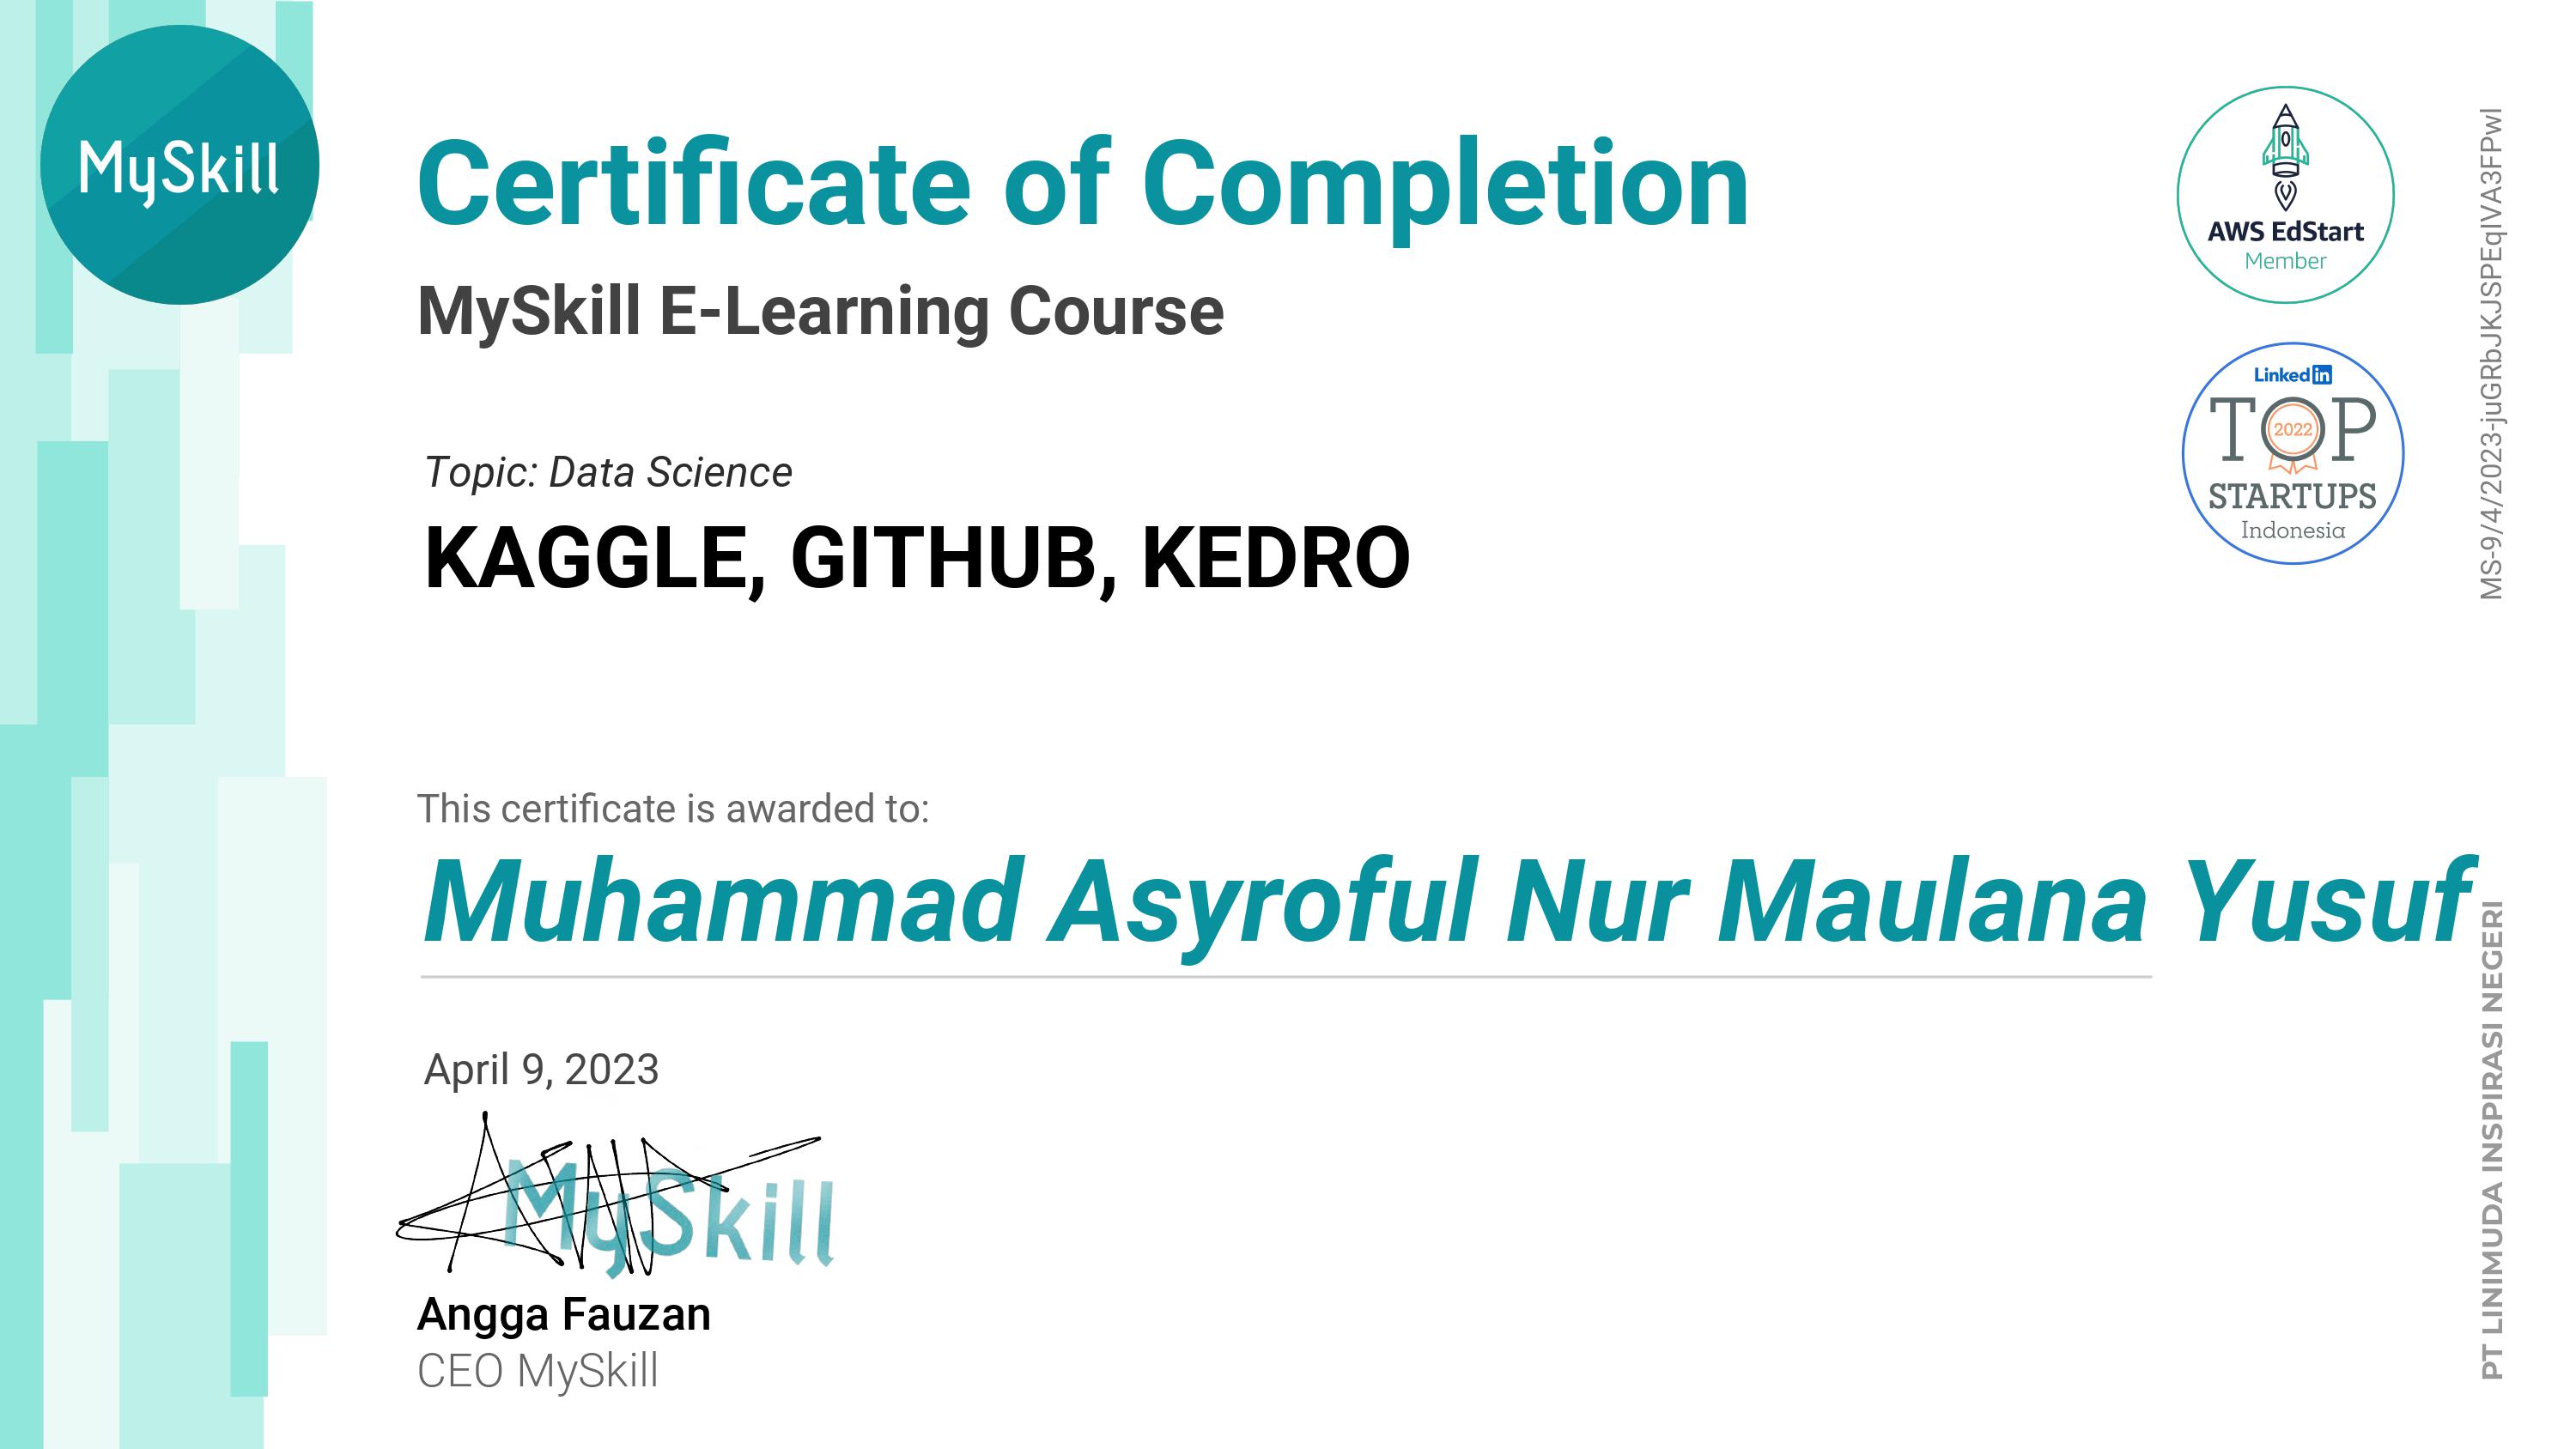 MySkill
Certificate of Completion
MySkill E-Learning Course
Topic: Data Science
KAGGLE, GITHUB, KEDRO
AWS EdStart
Member
Linked in
TOP
2022
STARTUPS
Indonesia
MS-9/4/2023-juGRbJKJSPEqIVA3FPwl
This certificate is awarded to:
Muhammad Asyroful Nur Maulana Yusuf
April 9, 2023
MySkill
Angga Fauzan
CEO MySkill
PT LINIMUDA INSPIRASI NEGERI